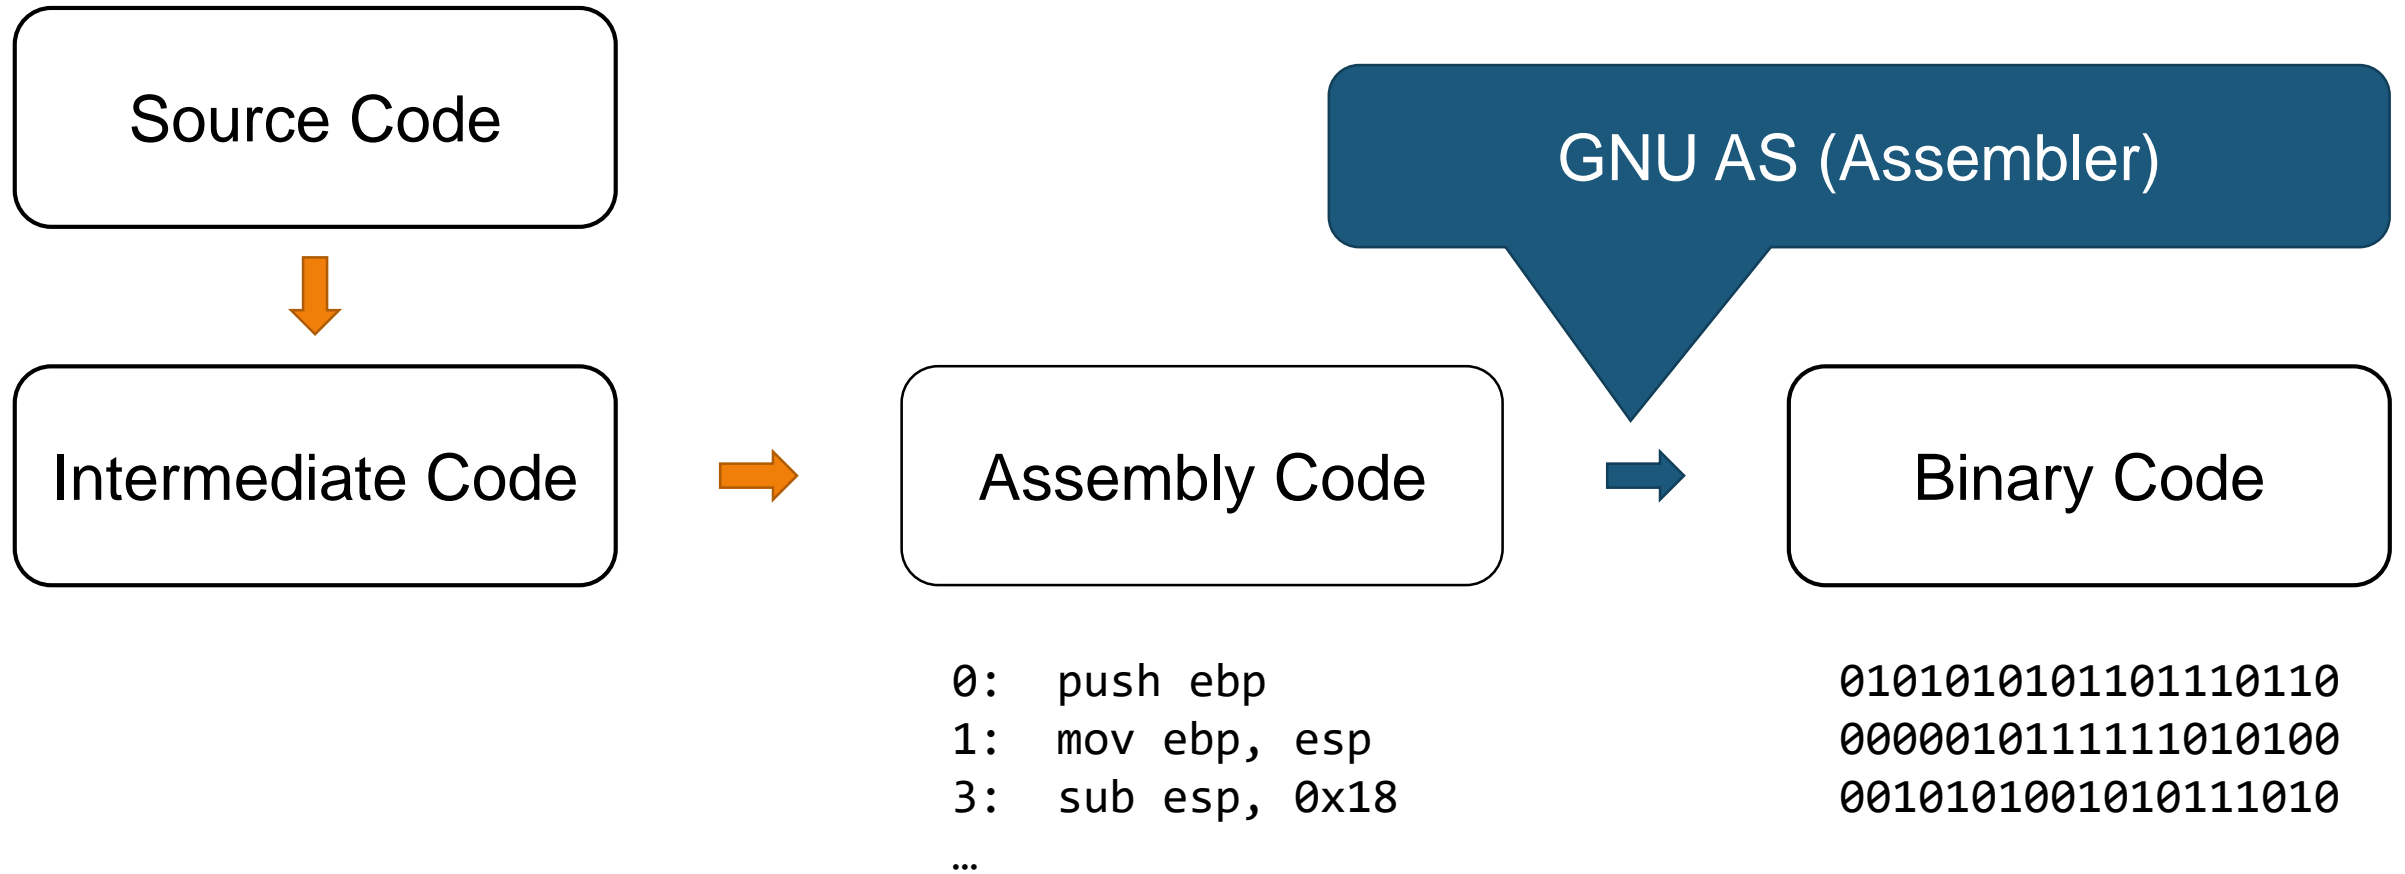 Source Code
GNU AS (Assembler)
Intermediate Code
Assembly Code
Binary Code
0: push ebp
1: mov ebp, esp
3: sub esp, 0x18
…
0101010101101110110
0000010111111010100
0010101001010111010